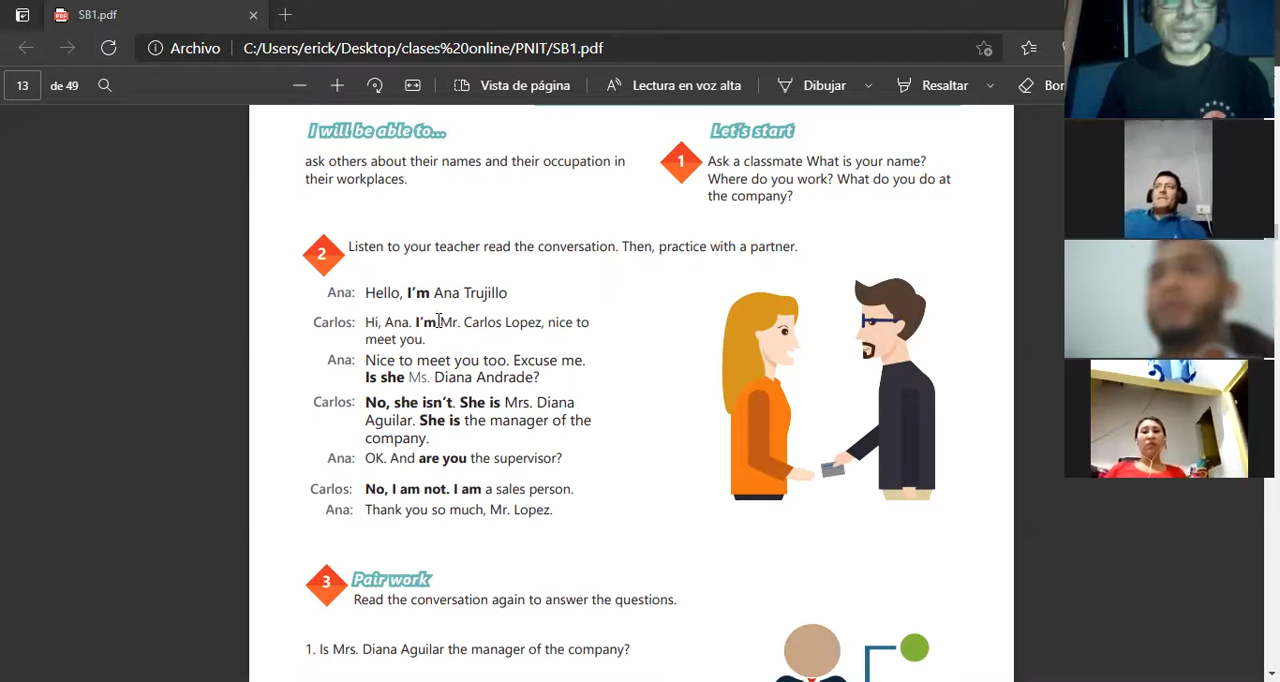 SB1.pdf
Archivo C:/Users/erick/Desktop/clases%20online/PNIT/SB1.pdf
13 de 49 Vista de página Lectura en voz alta Dibujar Resaltar Bor
I will be able to...
ask others about their names and their occupation in
their workplaces.
Let's start
1 Ask a classmate What is your name?
Where do you work? What do you do at
the company?
2 Listen to your teacher read the conversation. Then, practice with a partner.
Ana: Hello, I'm Ana Trujillo
Carlos: Hi, Ana. I'm Mr. Carlos Lopez, nice to
meet you.
Ana: Nice to meet you too. Excuse me.
Is she Ms. Diana Andrade?
Carlos: No, she isn't. She is Mrs. Diana
Aguilar. She is the manager of the
company.
Ana: OK. And are you the supervisor?
Carlos: No, I am not. I am a sales person.
Ana: Thank you so much, Mr. Lopez.
3 Pair work
Read the conversation again to answer the questions.
1. Is Mrs. Diana Aguilar the manager of the company?